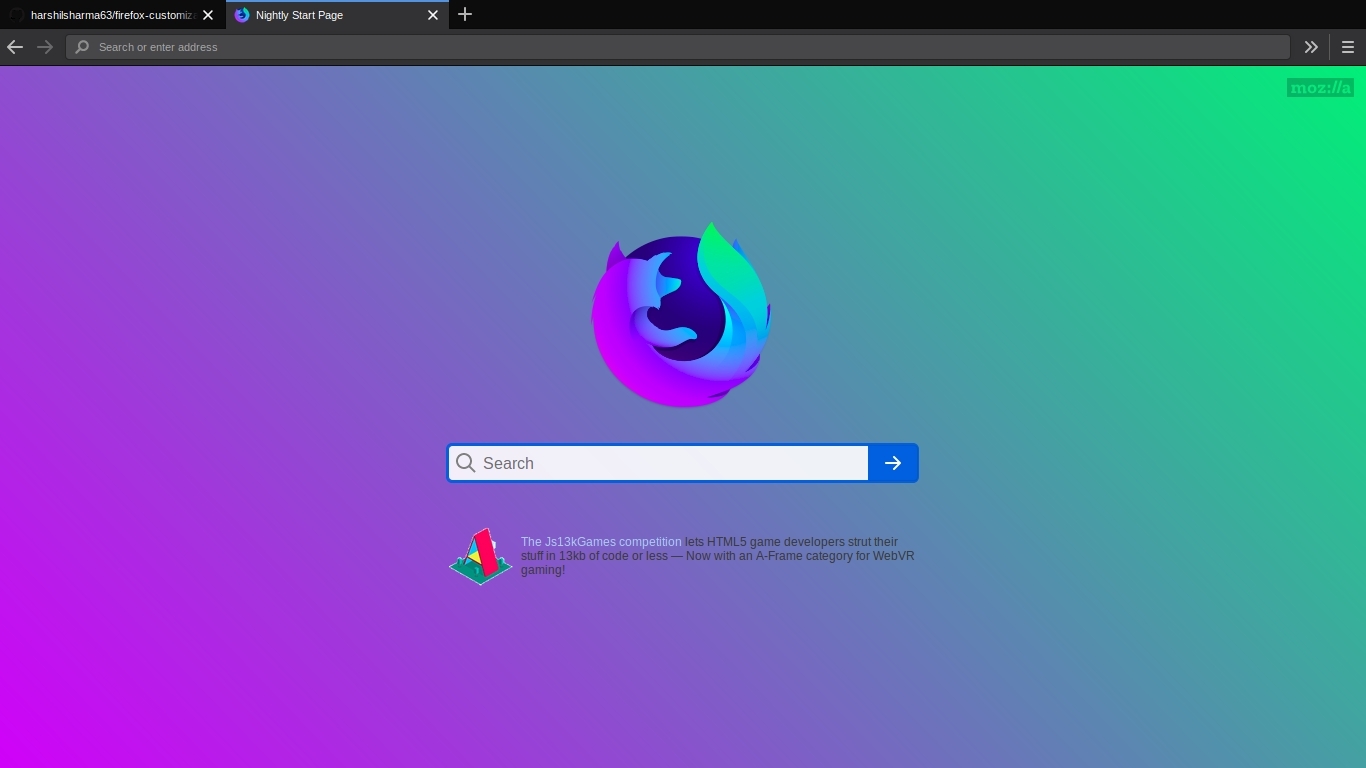 harshilsharma63/firefox-customiz
Nightly Start Page
Search or enter address
moz://a
Search
The Js13kGames competition lets HTML5 game developers strut their
stuff in 13kb of code or less — Now with an A-Frame category for WebVR
gaming!